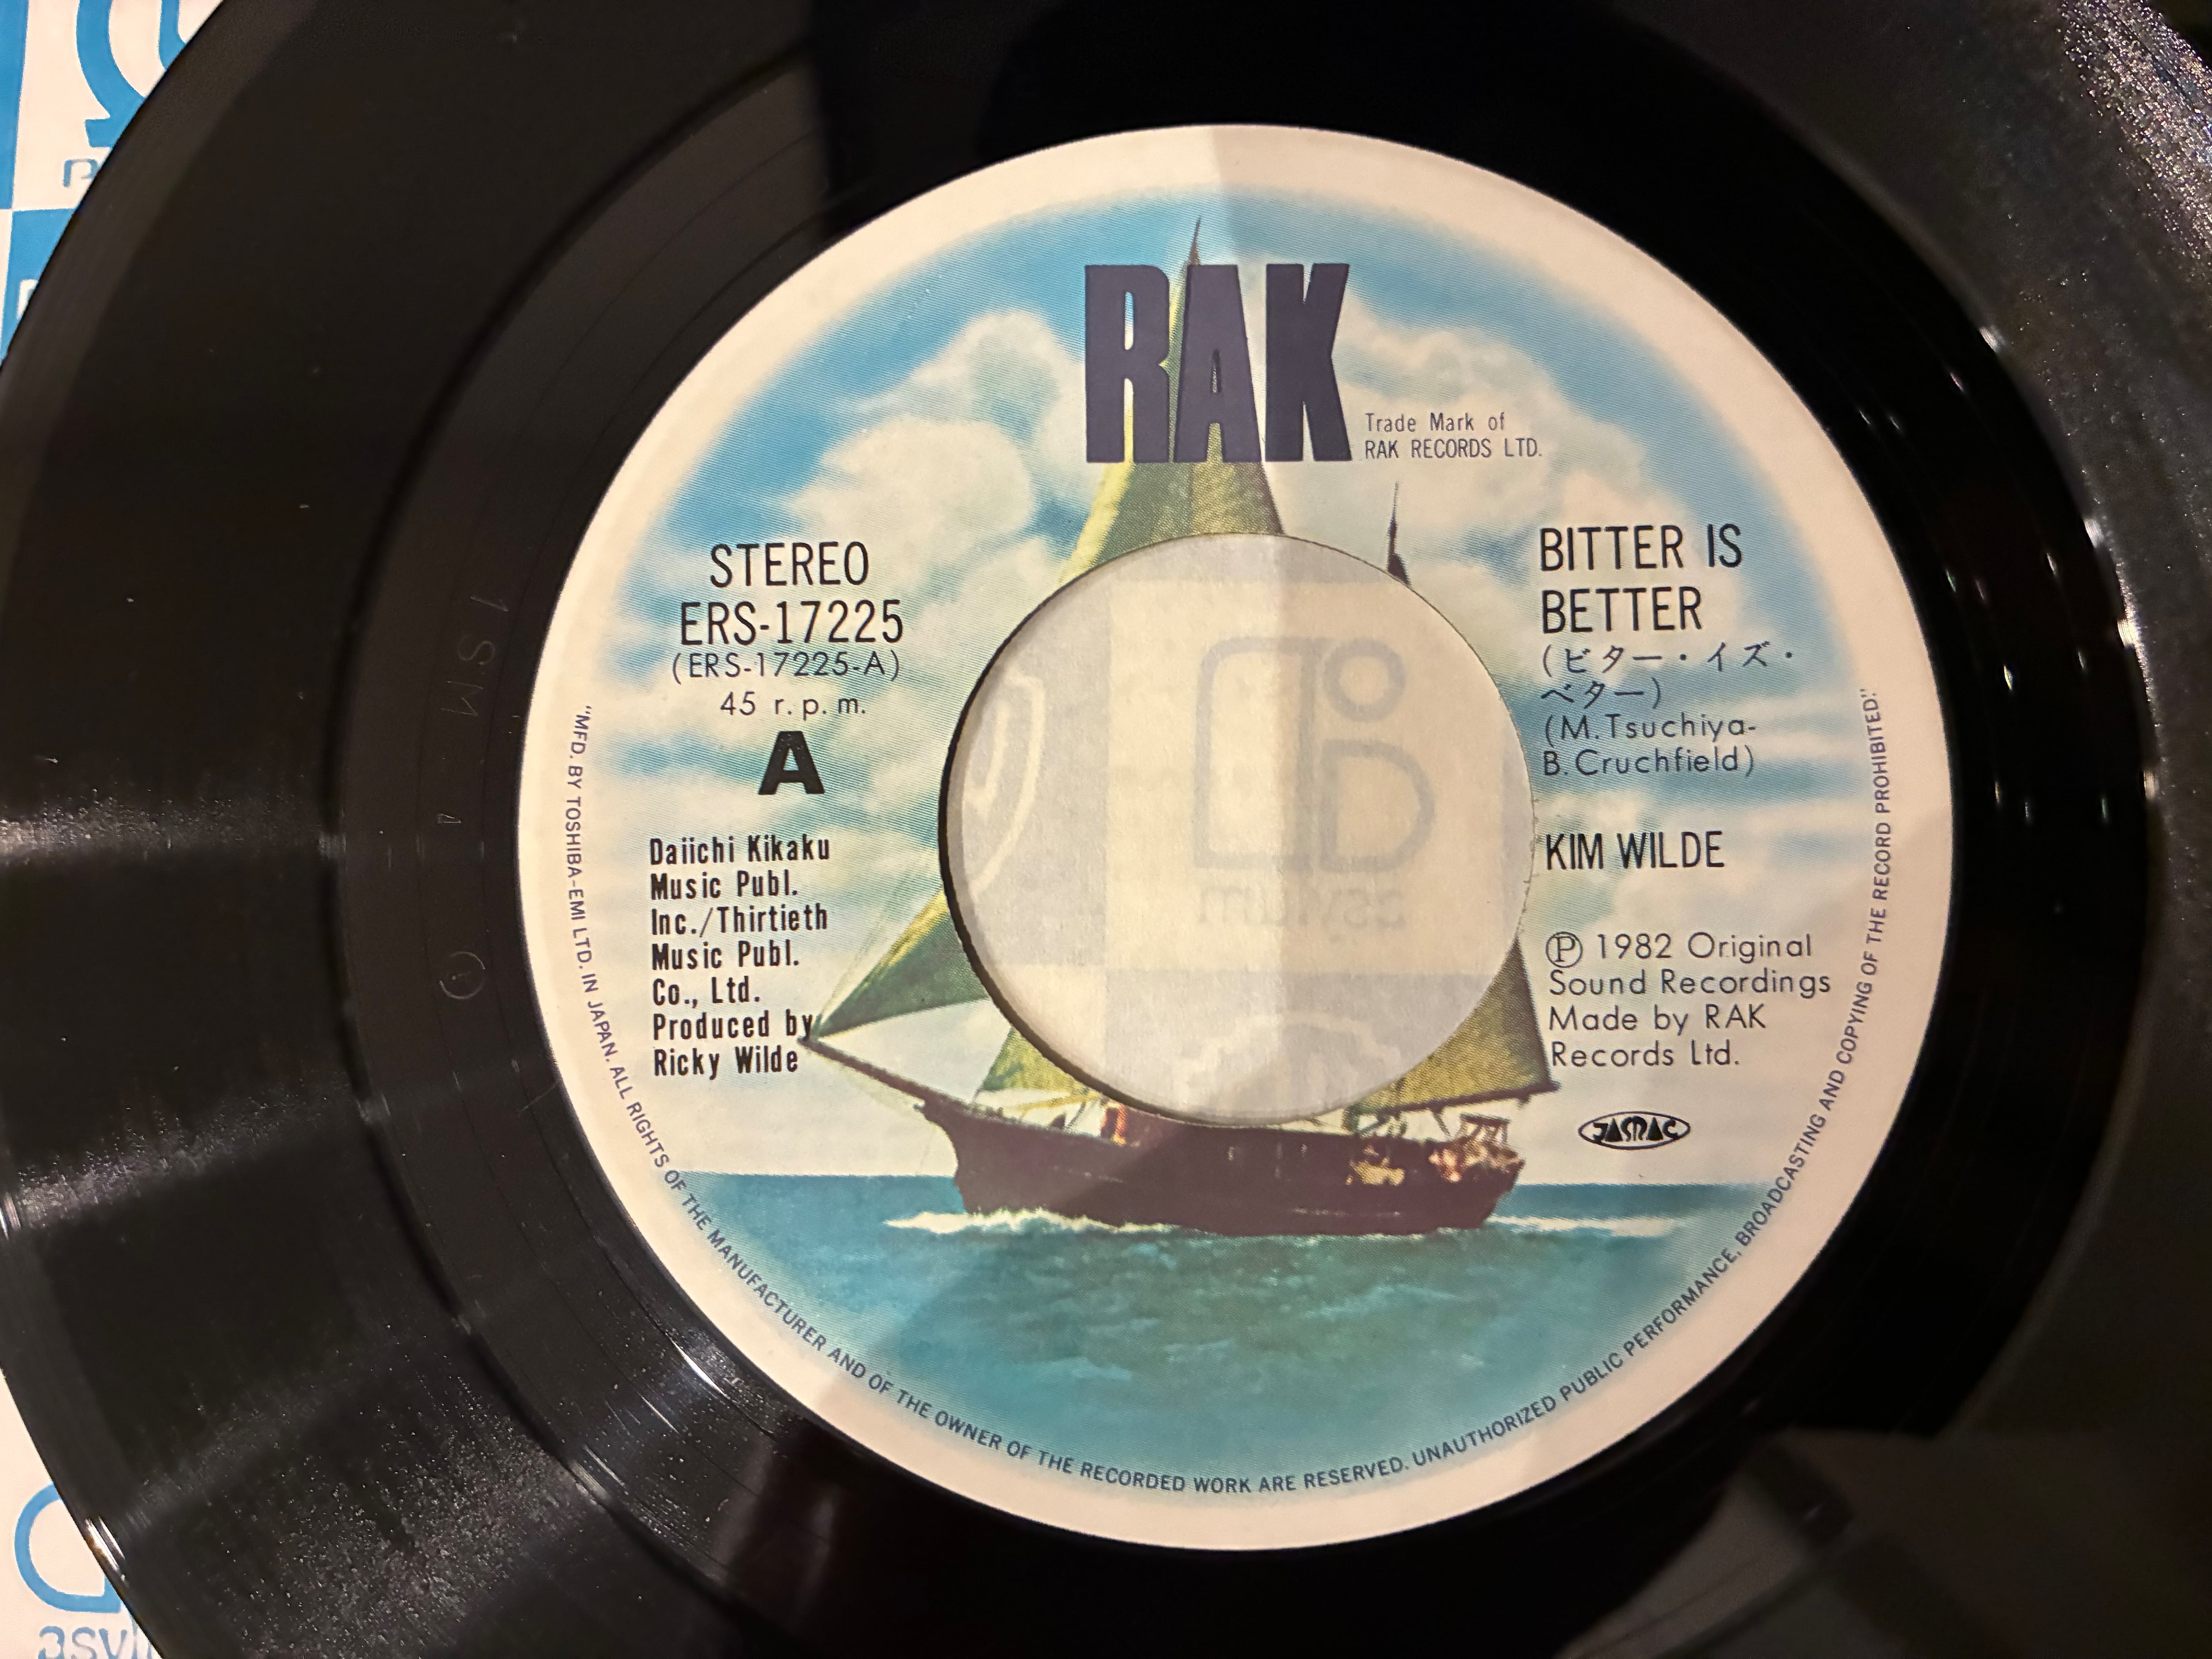 RAK
Trade Mark of
RAK RECORDS LTD.
STEREO
ERS-17225
(ERS-17225-A)
45 r.p.m.
A
Daiichi Kikaku
Music Publ.
Inc./Thirtieth
Music Publ.
Co., Ltd.
Produced by
Ricky Wilde
BITTER IS
BETTER
(ビター・イズ・
ベター)
(M.Tsuchiya-
B.Cruchfield)
KIM WILDE
Ⓟ 1982 Original
Sound Recordings
Made by RAK
Records Ltd.
JASRAC
"MFD. BY TOSHIBA-EMI LTD. IN JAPAN. ALL RIGHTS OF THE MANUFACTURER AND OF THE OWNER OF THE RECORDED WORK ARE RESERVED. UNAUTHORIZED PUBLIC PERFORMANCE, BROADCASTING AND COPYING OF THE RECORD PROHIBITED."
asylum